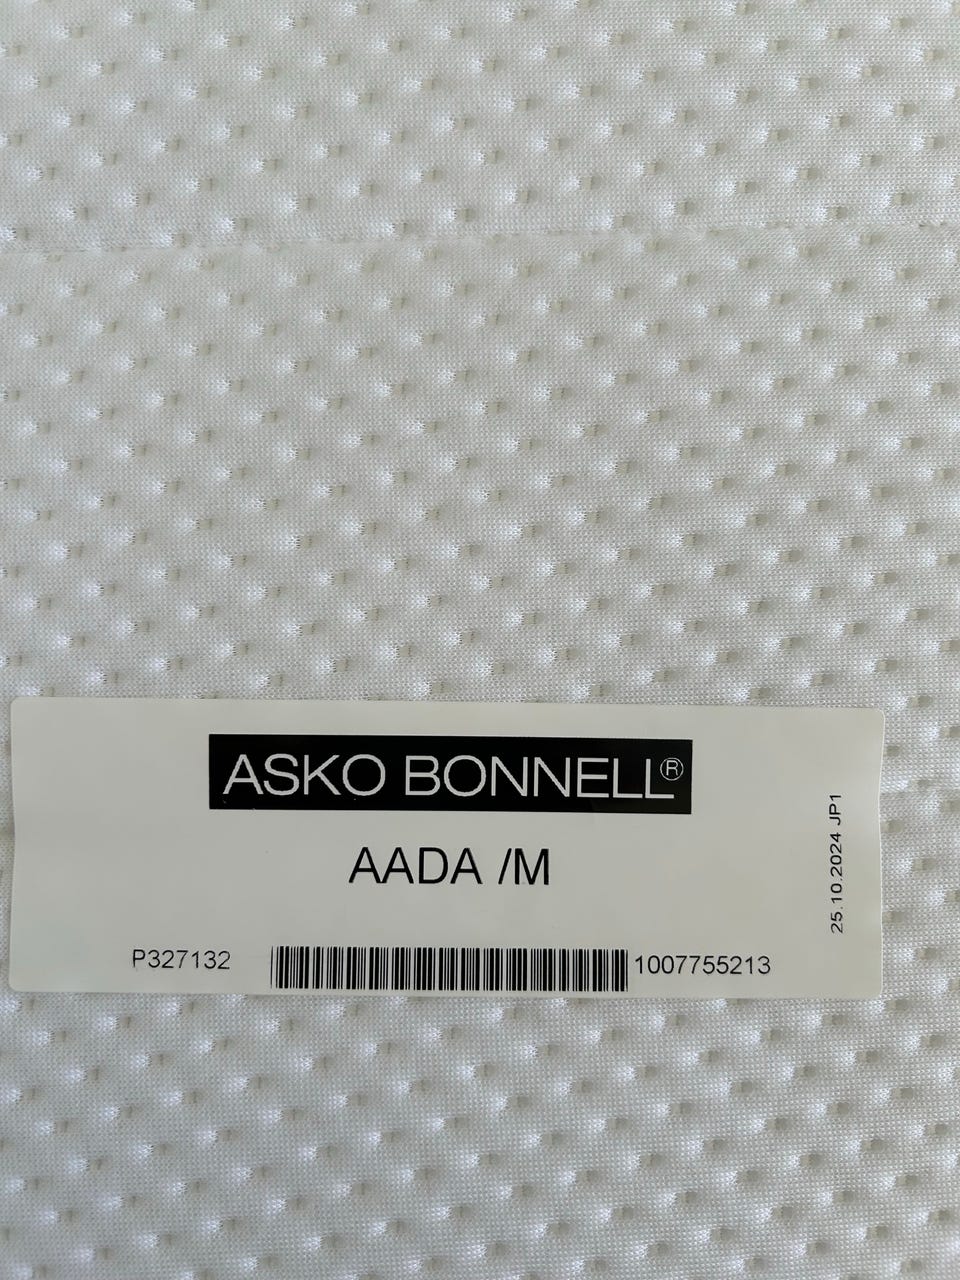 ASKO BONNELL®
AADA /M
P327132
1007755213
25.10.2024 JP1